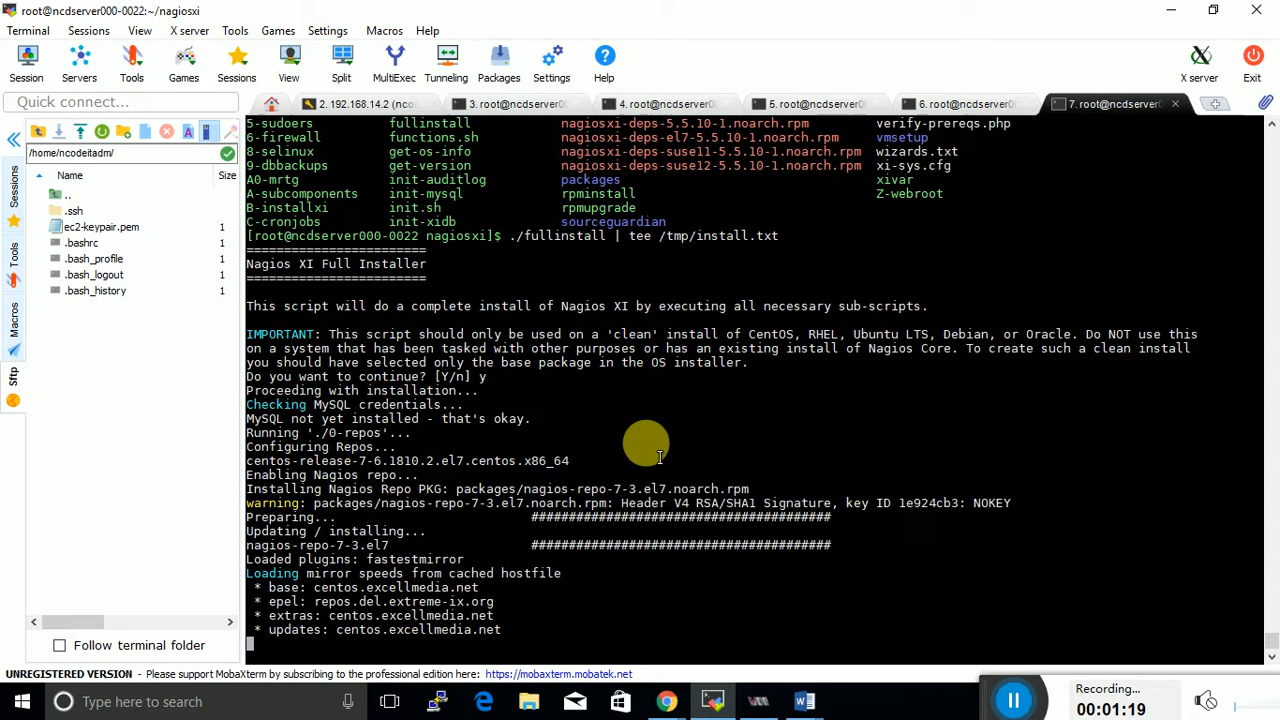 root@ncdserver000-0022:~/nagiosxi
Terminal Sessions View X server Tools Games Settings Macros Help
Session Servers Tools Games Sessions View Split MultiExec Tunneling Packages Settings Help X server Exit
Quick connect...
2. 192.168.14.2 (nco 3. root@ncdserver0 4. root@ncdserver0 5. root@ncdserver0 6. root@ncdserver0 7. root@ncdserver0
/home/ncodeitadm/
Name Size
..
.ssh
ec2-keypair.pem 1
.bashrc 1
.bash_profile 1
.bash_logout 1
.bash_history 1
Sessions
Tools
Macros
Sftp
Follow terminal folder
5-sudoers fullinstall nagiosxi-deps-5.5.10-1.noarch.rpm verify-prereqs.php
6-firewall functions.sh nagiosxi-deps-el7-5.5.10-1.noarch.rpm vmsetup
8-selinux get-os-info nagiosxi-deps-suse11-5.5.10-1.noarch.rpm wizards.txt
9-dbbackups get-version nagiosxi-deps-suse12-5.5.10-1.noarch.rpm xi-sys.cfg
A0-mrtg init-auditlog packages xivar
A-subcomponents init-mysql rpminstall Z-webroot
B-installxi init.sh rpmupgrade
C-cronjobs init-xidb sourceguardian
[root@ncdserver000-0022 nagiosxi]$ ./fullinstall | tee /tmp/install.txt
========================
Nagios XI Full Installer
========================
This script will do a complete install of Nagios XI by executing all necessary sub-scripts.
IMPORTANT: This script should only be used on a 'clean' install of CentOS, RHEL, Ubuntu LTS, Debian, or Oracle. Do NOT use this
on a system that has been tasked with other purposes or has an existing install of Nagios Core. To create such a clean install
you should have selected only the base package in the OS installer.
Do you want to continue? [Y/n] y
Proceeding with installation...
Checking MySQL credentials...
MySQL not yet installed - that's okay.
Running './0-repos'...
Configuring Repos...
centos-release-7-6.1810.2.el7.centos.x86_64
Enabling Nagios repo...
Installing Nagios Repo PKG: packages/nagios-repo-7-3.el7.noarch.rpm
warning: packages/nagios-repo-7-3.el7.noarch.rpm: Header V4 RSA/SHA1 Signature, key ID 1e924cb3: NOKEY
Preparing... ########################################
Updating / installing...
nagios-repo-7-3.el7 ########################################
Loaded plugins: fastestmirror
Loading mirror speeds from cached hostfile
* base: centos.excellmedia.net
* epel: repos.del.extreme-ix.org
* extras: centos.excellmedia.net
* updates: centos.excellmedia.net
UNREGISTERED VERSION - Please support MobaXterm by subscribing to the professional edition here: https://mobaxterm.mobatek.net
Type here to search
Recording...
00:01:19